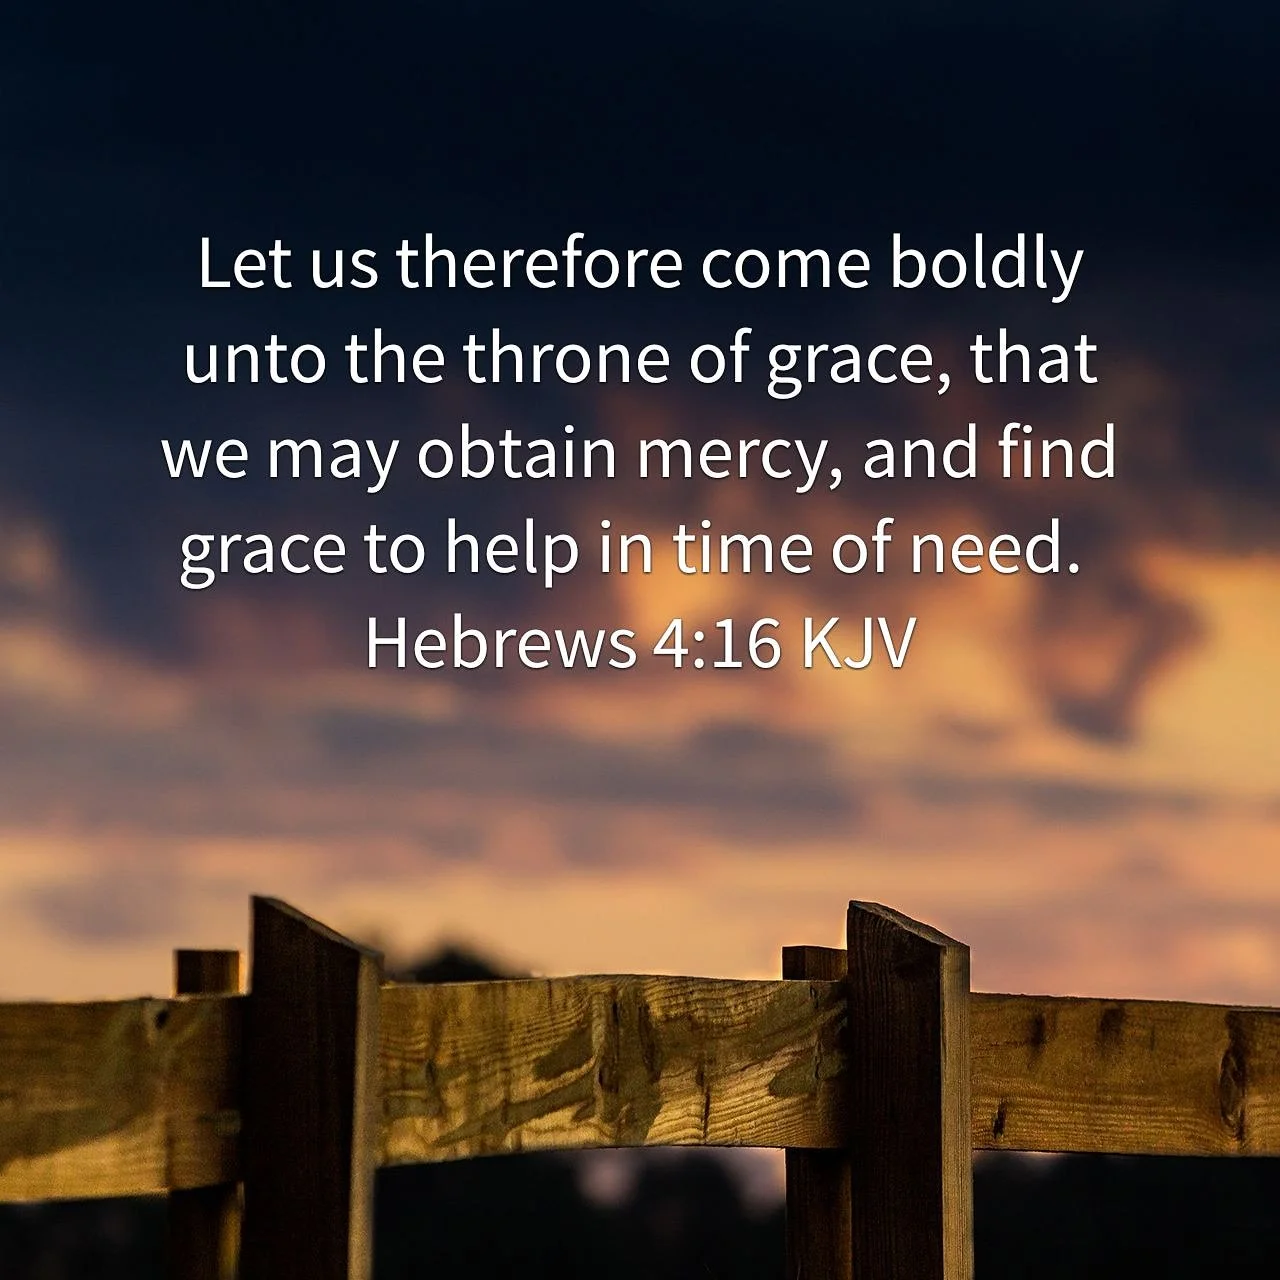 Let us therefore come boldly
unto the throne of grace, that
we may obtain mercy, and find
grace to help in time of need.
Hebrews 4:16 KJV